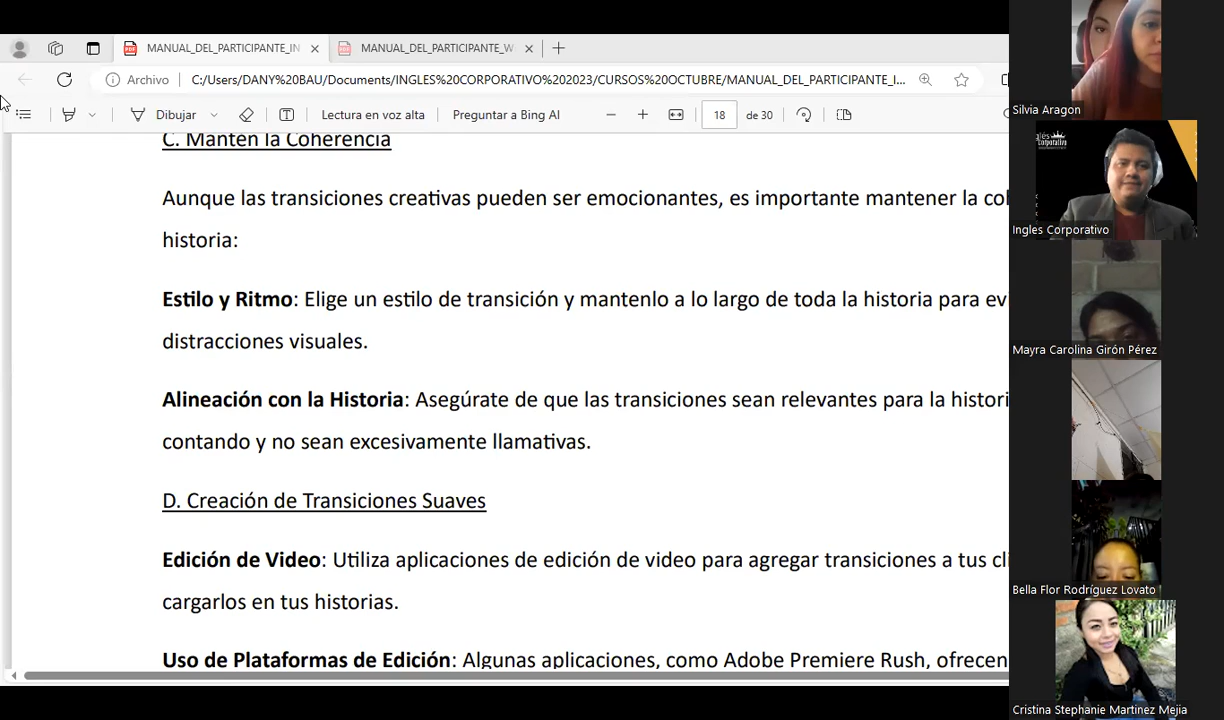 MANUAL_DEL_PARTICIPANTE_IN
MANUAL_DEL_PARTICIPANTE_W
Archivo
C:/Users/DANY%20BAU/Documents/INGLES%20CORPORATIVO%202023/CURSOS%20OCTUBRE/MANUAL_DEL_PARTICIPANTE_I...
Dibujar
Lectura en voz alta
Preguntar a Bing AI
18
de 30
C. Mantén la Coherencia
Aunque las transiciones creativas pueden ser emocionantes, es importante mantener la co
historia:
Estilo y Ritmo: Elige un estilo de transición y mantenlo a lo largo de toda la historia para evi
distracciones visuales.
Alineación con la Historia: Asegúrate de que las transiciones sean relevantes para la histori
contando y no sean excesivamente llamativas.
D. Creación de Transiciones Suaves
Edición de Video: Utiliza aplicaciones de edición de video para agregar transiciones a tus cli
cargarlos en tus historias.
Uso de Plataformas de Edición: Algunas aplicaciones, como Adobe Premiere Rush, ofrecen
Silvia Aragon
glés
corporativo
Ingles Corporativo
Mayra Carolina Girón Pérez
Bella Flor Rodríguez Lovato
Cristina Stephanie Martinez Mejia